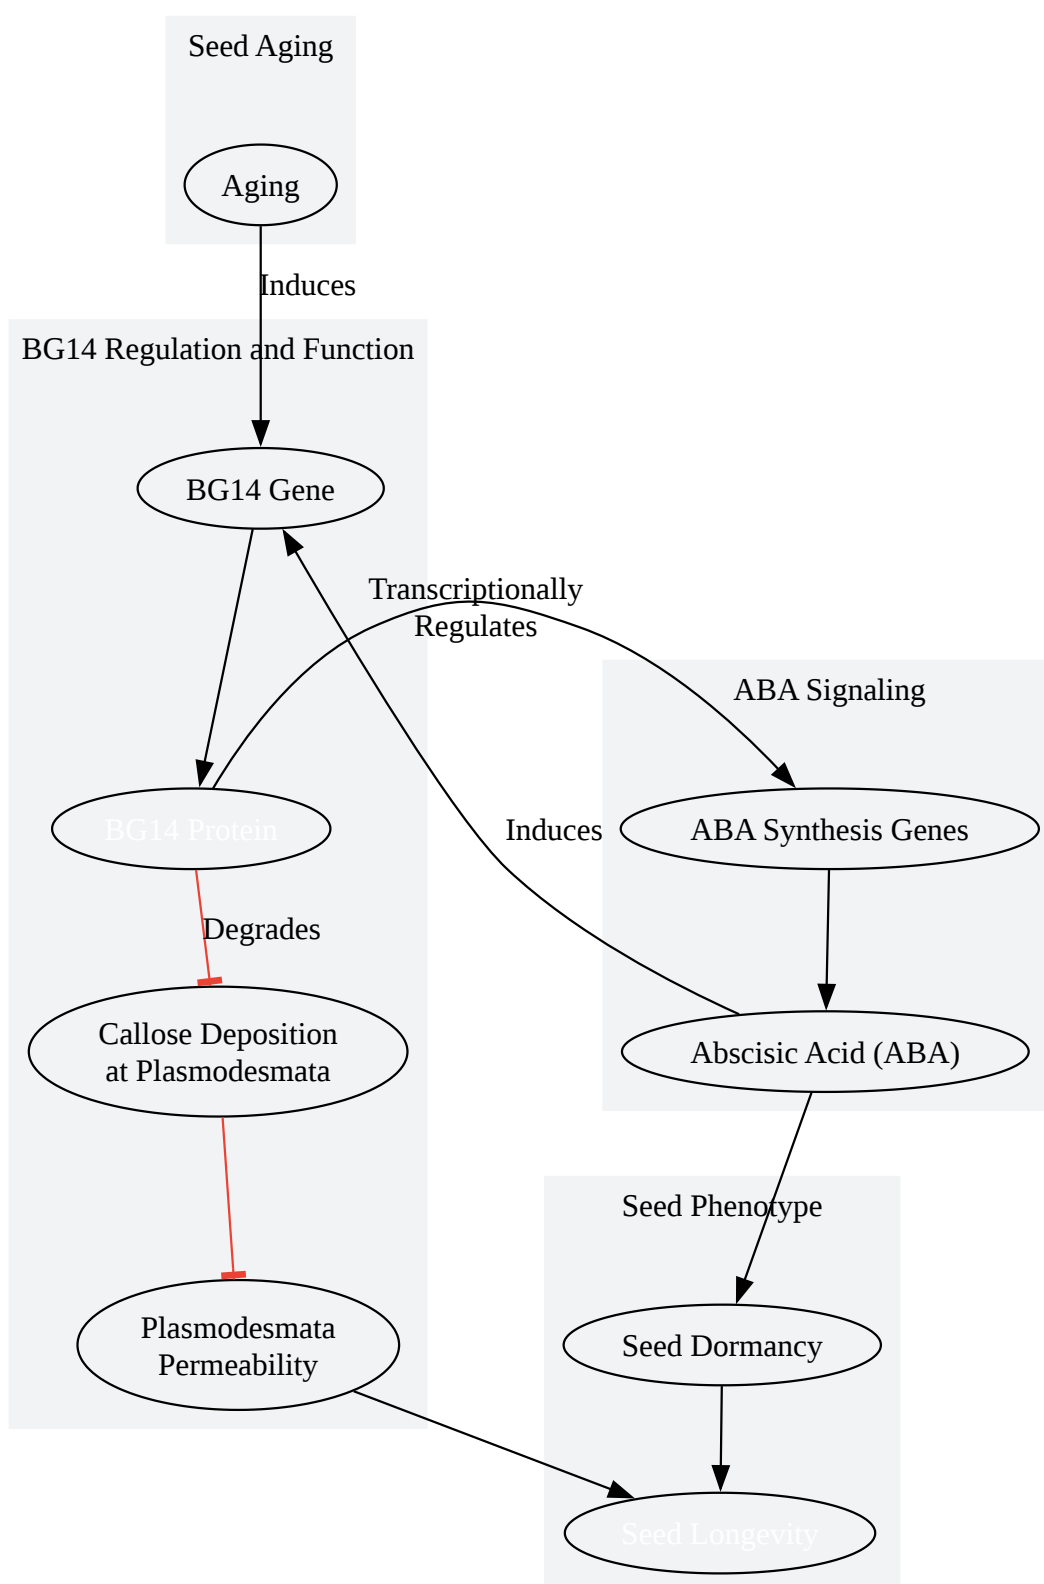 Seed Aging
Aging
Induces
BG14 Regulation and Function
BG14 Gene
Transcriptionally
Regulates
ABA Signaling
BG14 Protein
Induces
ABA Synthesis Genes
Degrades
Callose Deposition
at Plasmodesmata
Abscisic Acid (ABA)
Seed Phenotype
Plasmodesmata
Permeability
Seed Dormancy
Seed Longevity